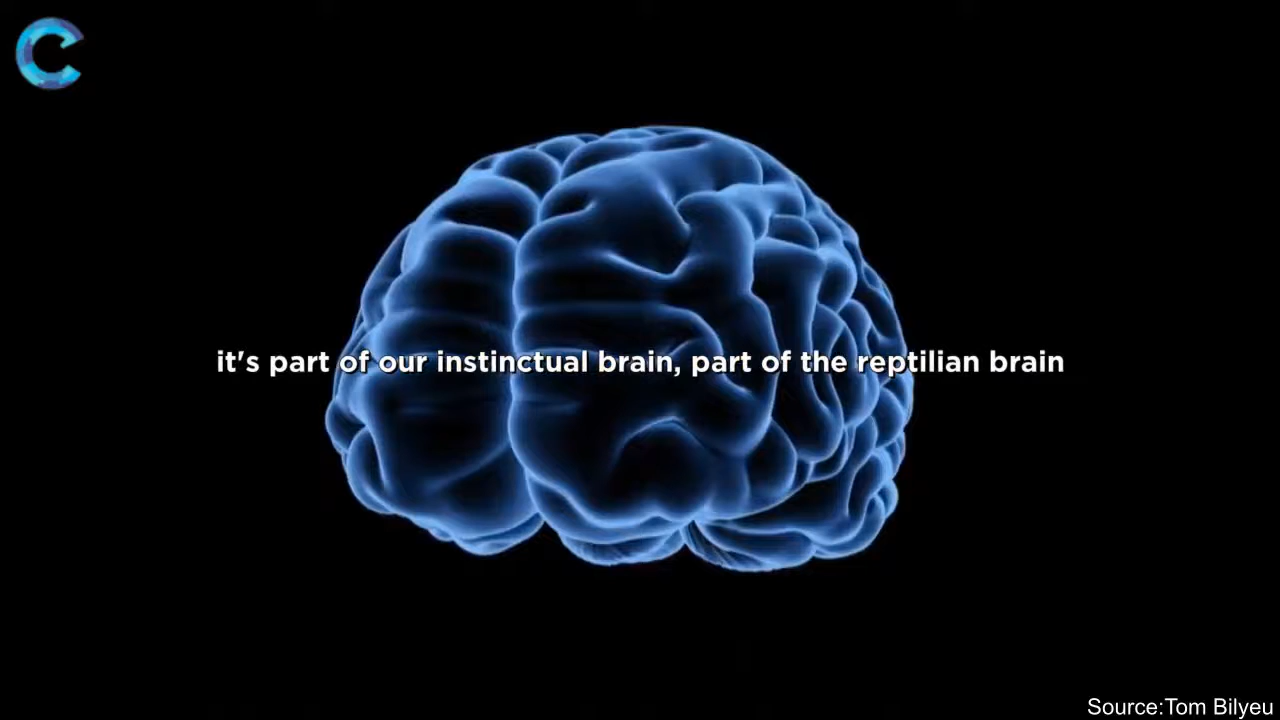 it's part of our instinctual brain, part of the reptilian brain
Source:Tom Bilyeu